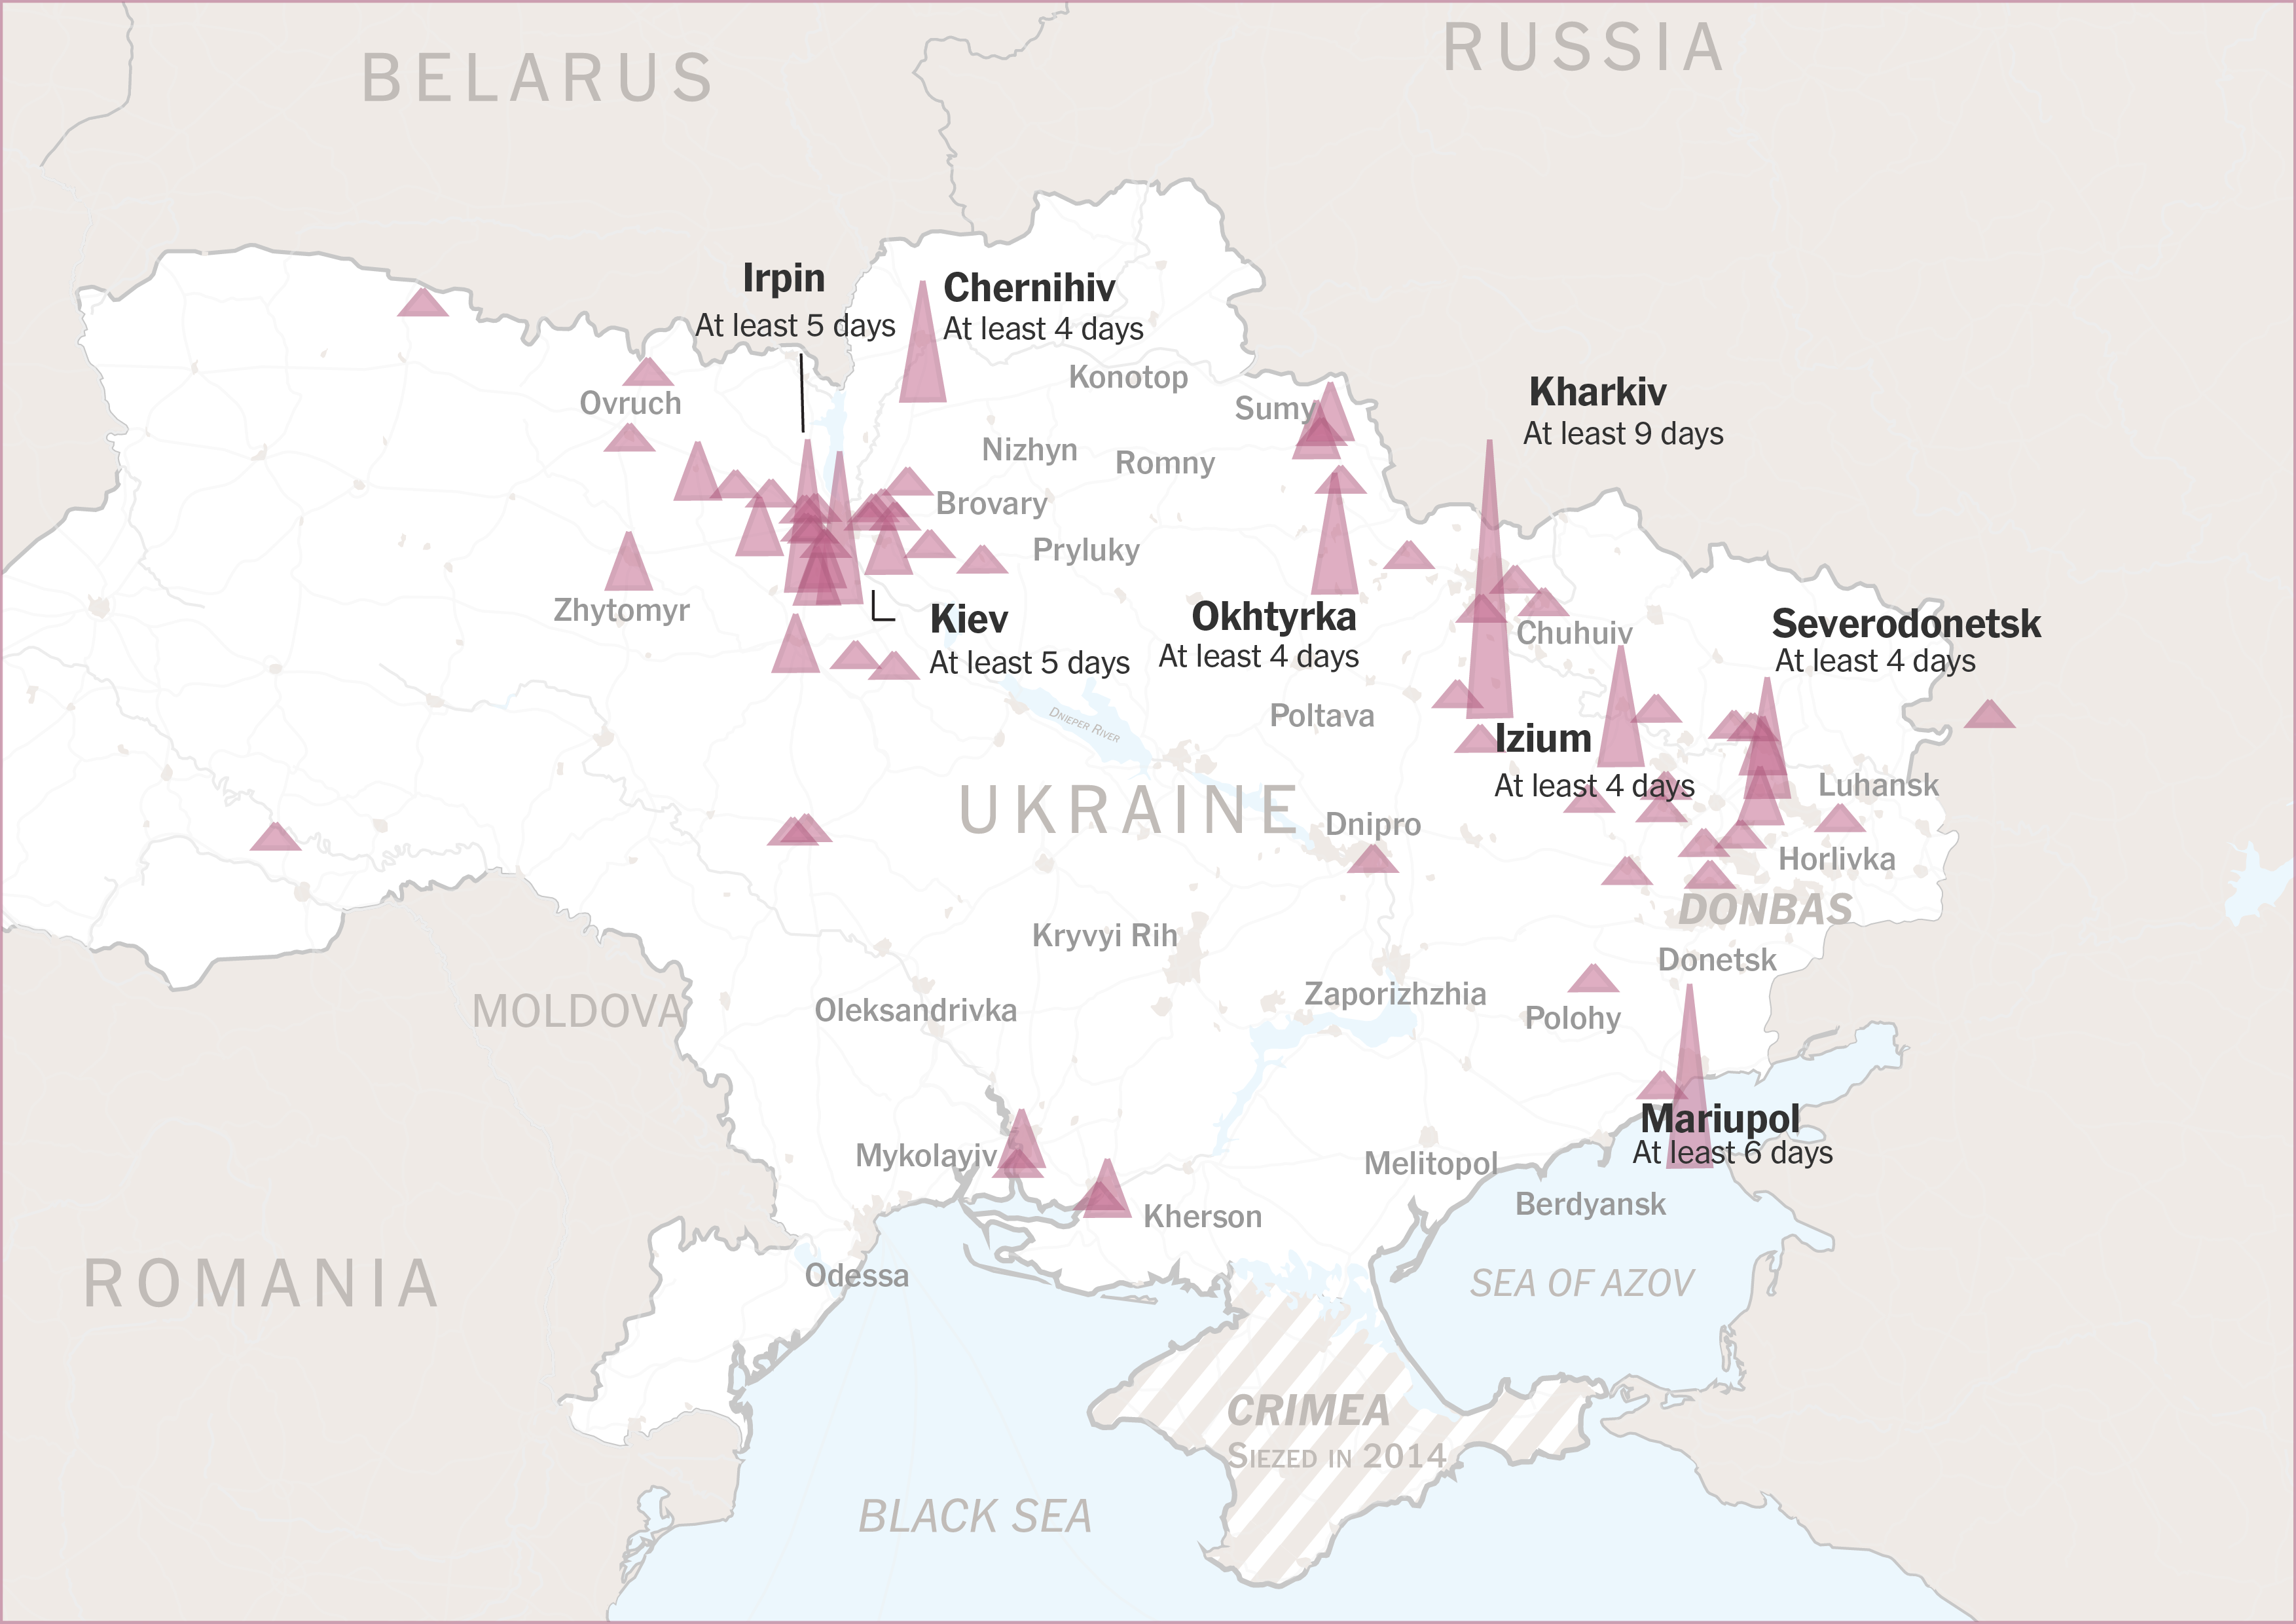 BELARUS
RUSSIA
Irpin
At least 5 days
Chernihiv
At least 4 days
Konotop
Kharkiv
At least 9 days
Ovruch
Sumy
Nizhyn
Romny
Brovary
Pryluky
Zhytomyr
Kiev
At least 5 days
Okhtyrka
At least 4 days
Chuhuiv
Severodonetsk
At least 4 days
Poltava
DNIEPER RIVER
Izium
At least 4 days
UKRAINE
Luhansk
Dnipro
Horlivka
DONBAS
Kryvyi Rih
Donetsk
MOLDOVA
Oleksandrivka
Zaporizhzhia
Polohy
Mariupol
At least 6 days
Mykolayiv
Melitopol
Berdyansk
Kherson
Odessa
ROMANIA
SEA OF AZOV
CRIMEA
SIEZED IN 2014
BLACK SEA